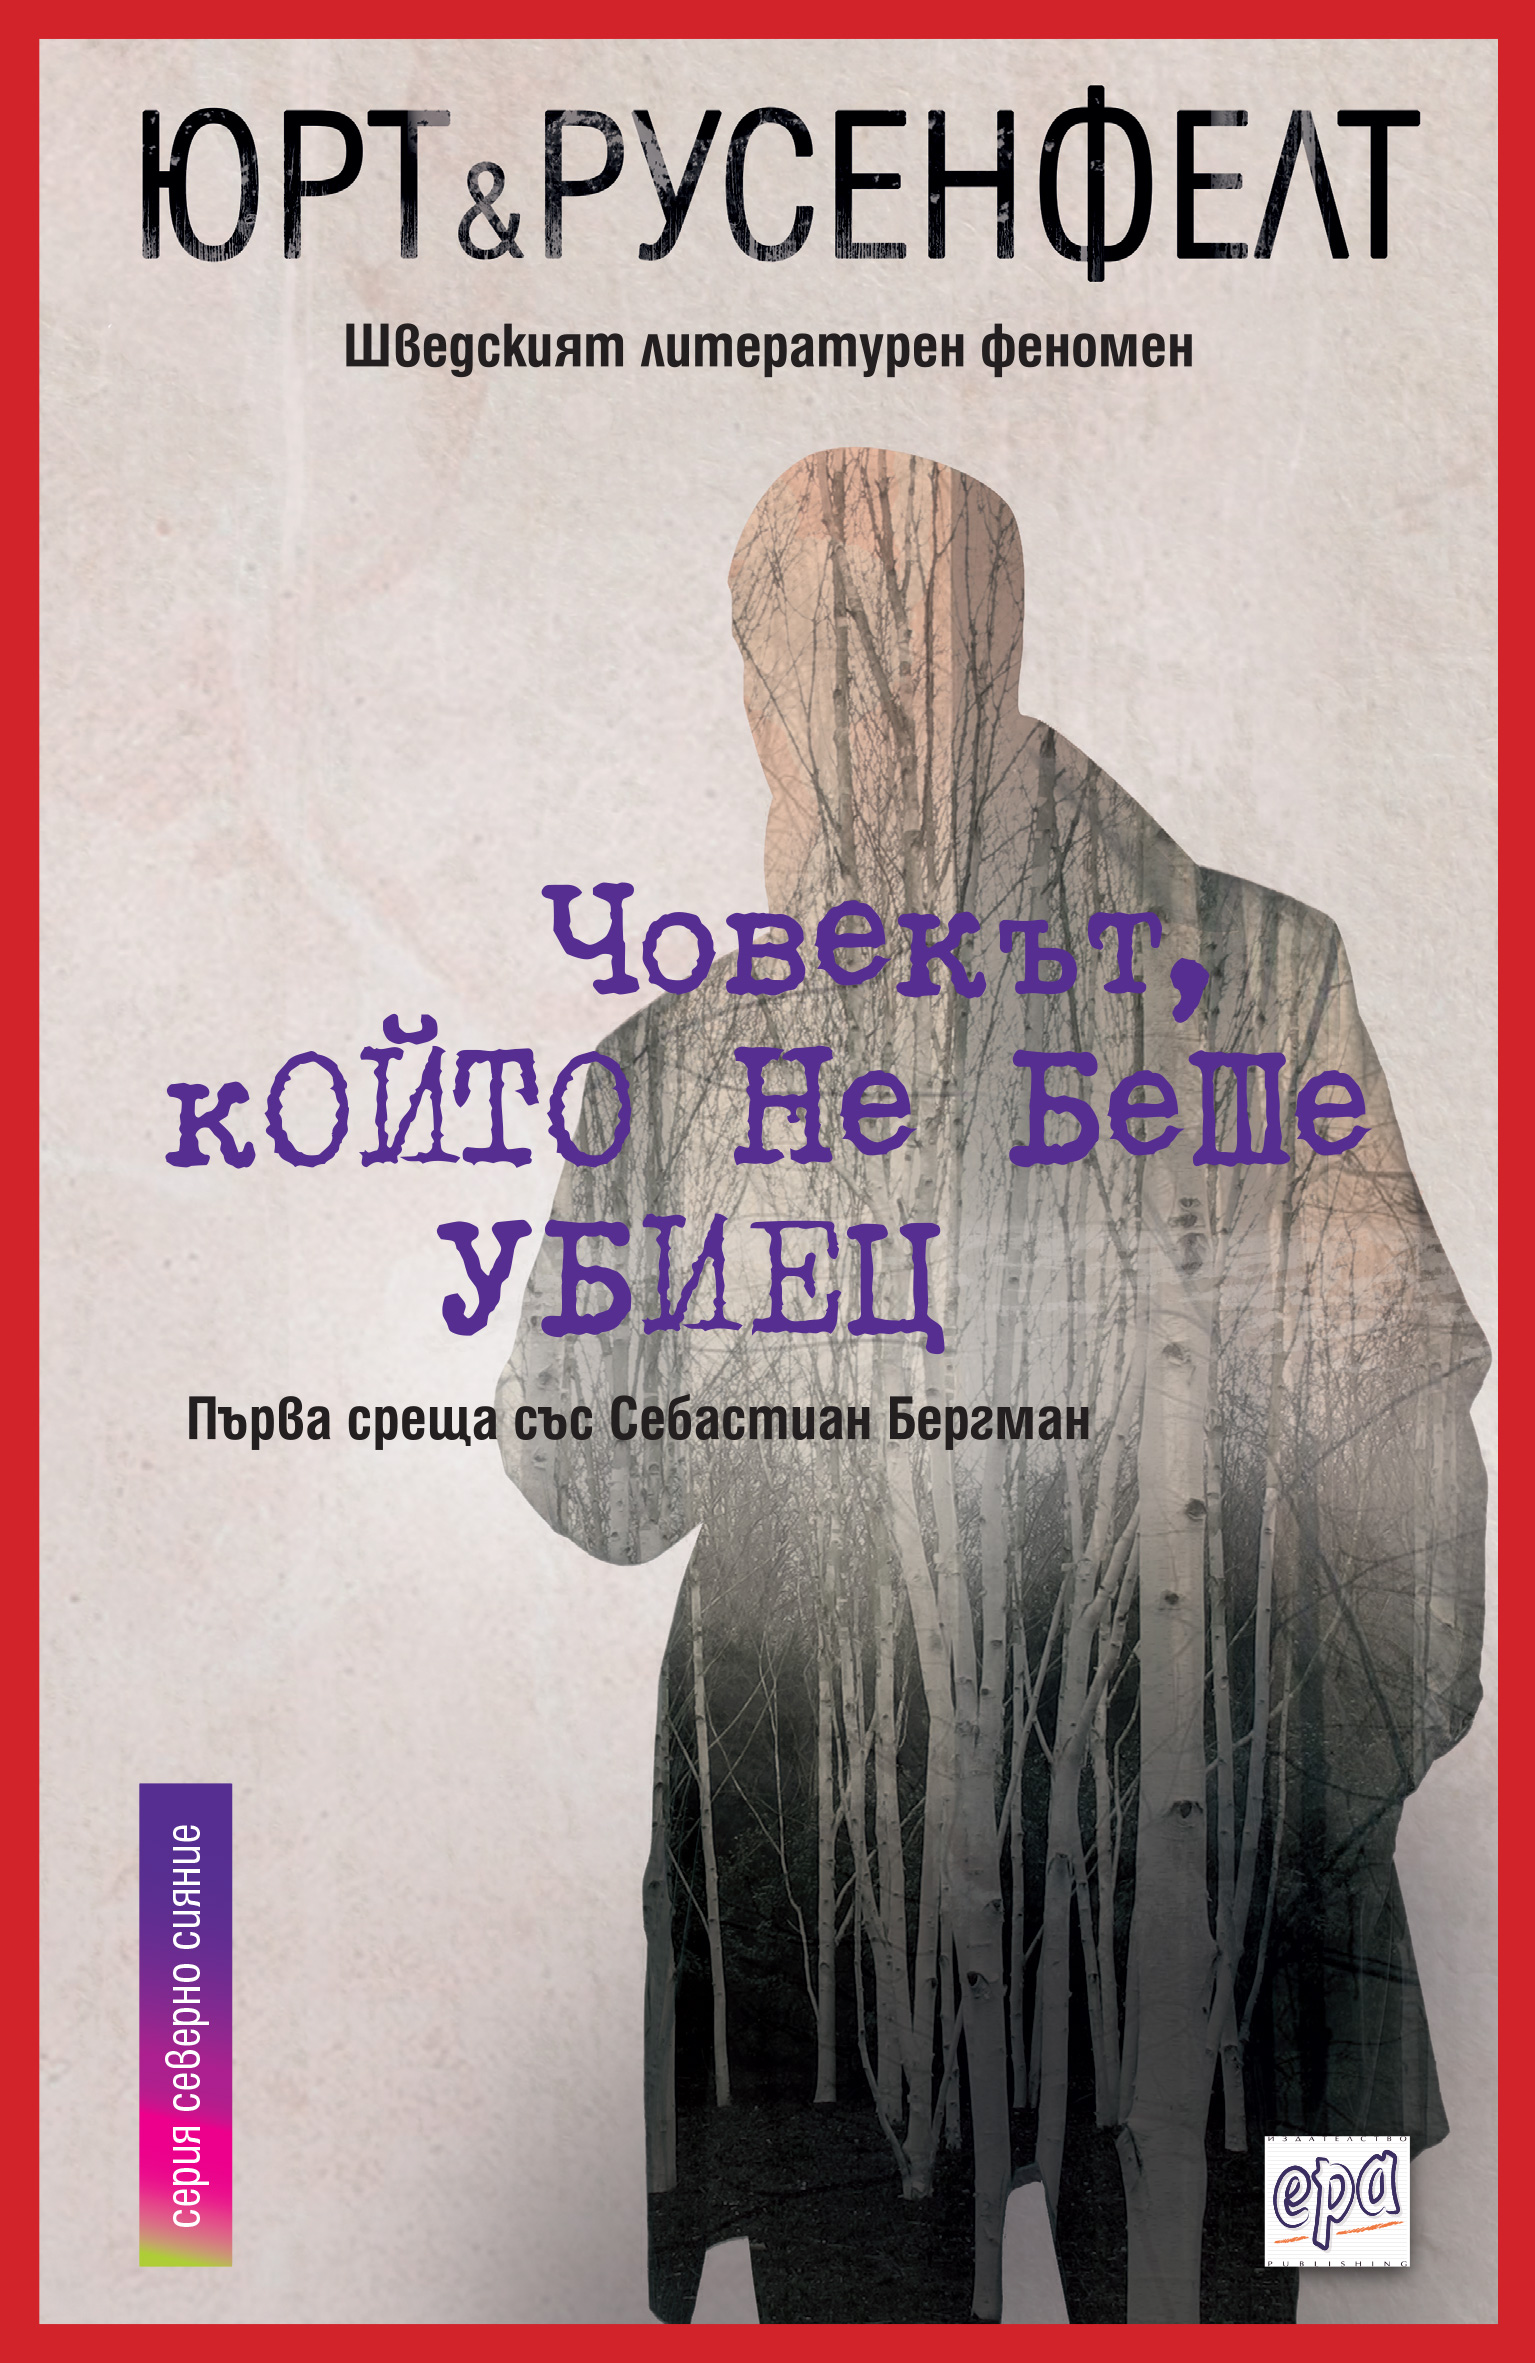 ЮРТ & РУСЕНФЕЛТ
Шведският литературен феномен
Човекът,
кОЙТО Не БеШе
УБИЕЦ
Първа среща със Себастиан Бергман
серия северно сияние
ИЗДАТЕЛСТВО
ера
PUBLISHING